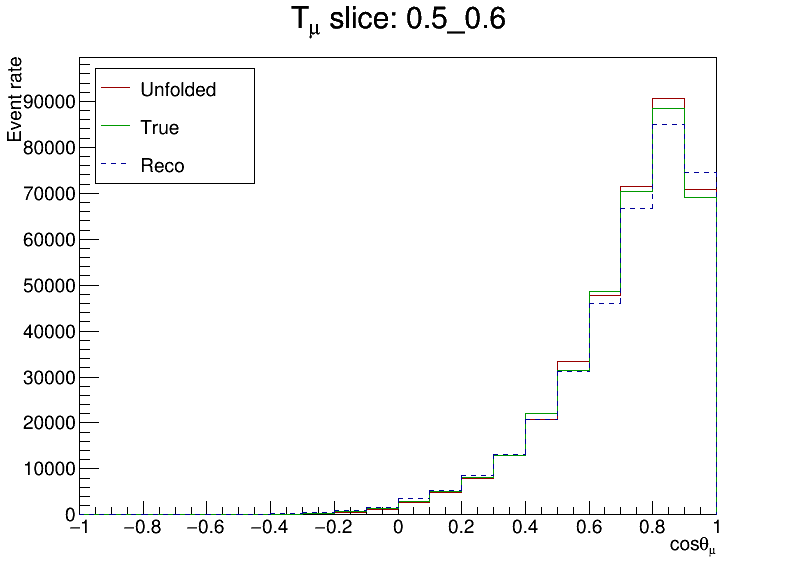 Tμ slice: 0.5_0.6
Event rate
Unfolded
True
Reco
90000
80000
70000
60000
50000
40000
30000
20000
10000
0
−1 −0.8 −0.6 −0.4 −0.2 0 0.2 0.4 0.6 0.8 1
cosθμ